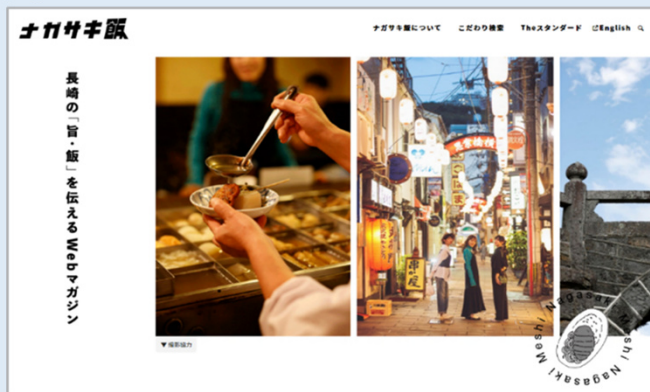 ナガサキ飯
ナガサキ飯について
こだわり検索
Theスタンダード
English
長崎の「旨・飯」を伝えるWebマガジン
▼ 撮影協力
Nagasaki Meshi Nagasaki Meshi